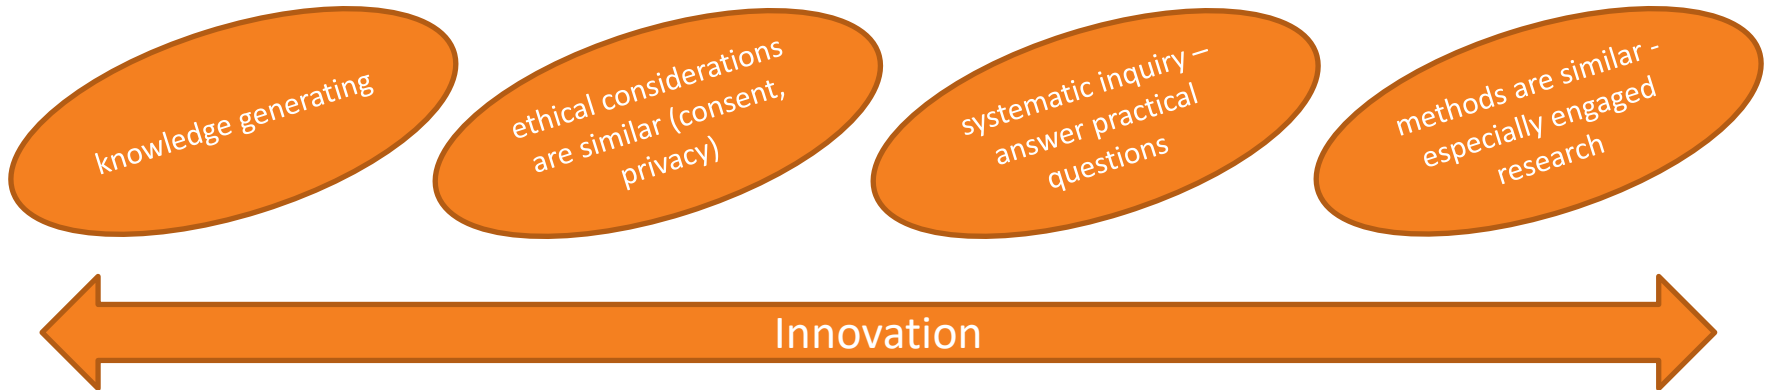 knowledge generating
ethical considerations
are similar (consent,
privacy)
systematic inquiry –
answer practical
questions
methods are similar -
especially engaged
research
Innovation